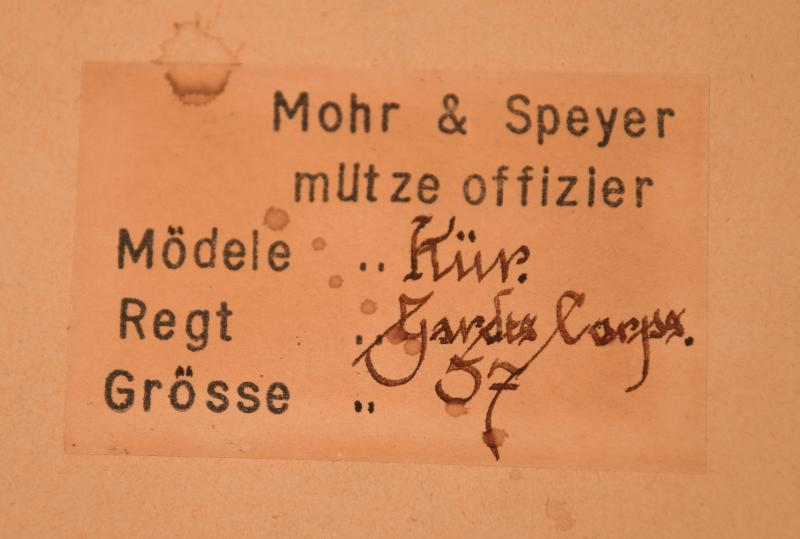 Mohr & Speyer
mütze offizier
Mödele .. Kür.
Regt .. Gardes Corps.
Grösse „ 57